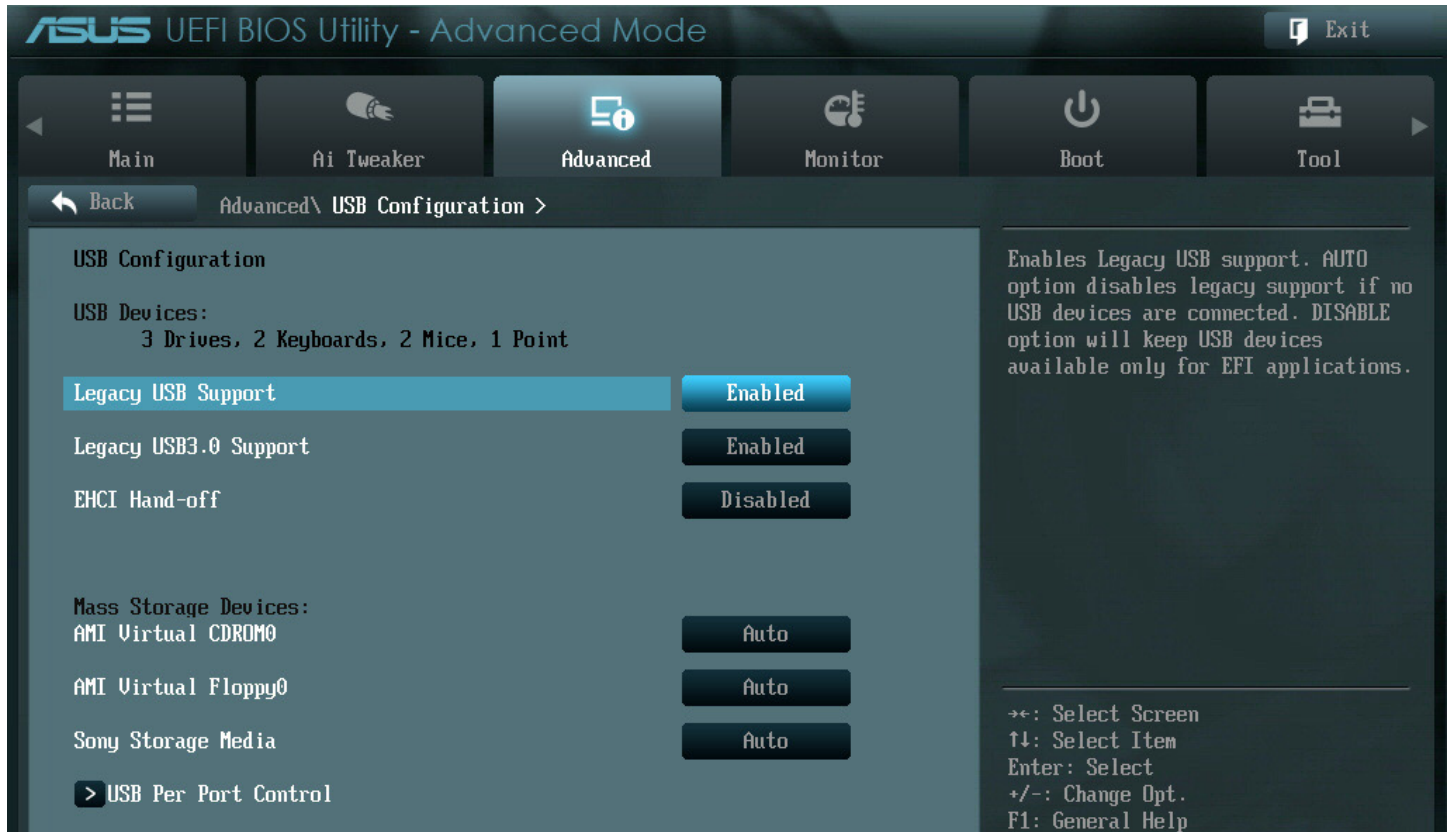 ASUS UEFI BIOS Utility - Advanced Mode
Exit
Main
Ai Tweaker
Advanced
Monitor
Boot
Tool
Back
Advanced\ USB Configuration >
USB Configuration
USB Devices:
3 Drives, 2 Keyboards, 2 Mice, 1 Point
Legacy USB Support
Enabled
Legacy USB3.0 Support
Enabled
EHCI Hand-off
Disabled
Mass Storage Devices:
AMI Virtual CDROM0
Auto
AMI Virtual Floppy0
Auto
Sony Storage Media
Auto
> USB Per Port Control
Enables Legacy USB support. AUTO
option disables legacy support if no
USB devices are connected. DISABLE
option will keep USB devices
available only for EFI applications.
→←: Select Screen
↑↓: Select Item
Enter: Select
+/-: Change Opt.
F1: General Help